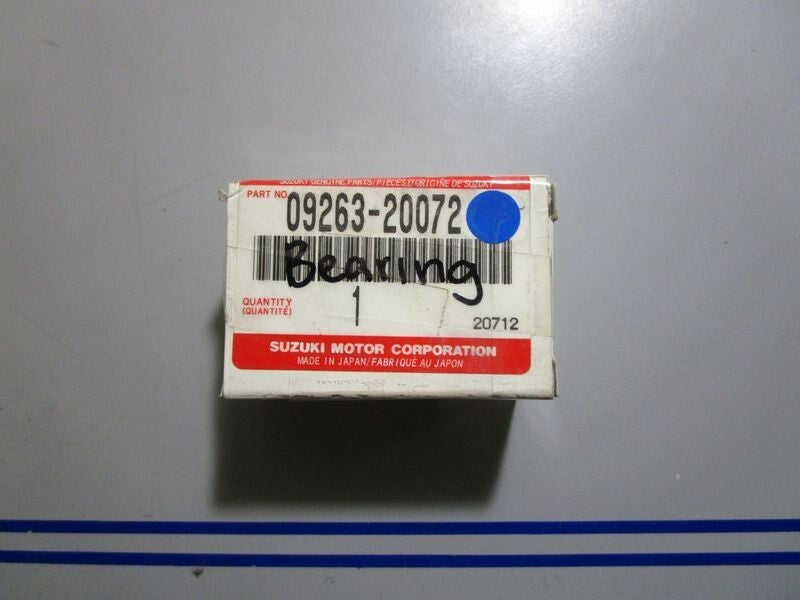 SUZUKI GENUINE PARTS/PIÈCES D'ORIGINE DE SUZUKI
PART NO.
09263-20072
Bearing
QUANTITY
(QUANTITÉ)
1
20712
SUZUKI MOTOR CORPORATION
MADE IN JAPAN/FABRIQUÉ AU JAPON